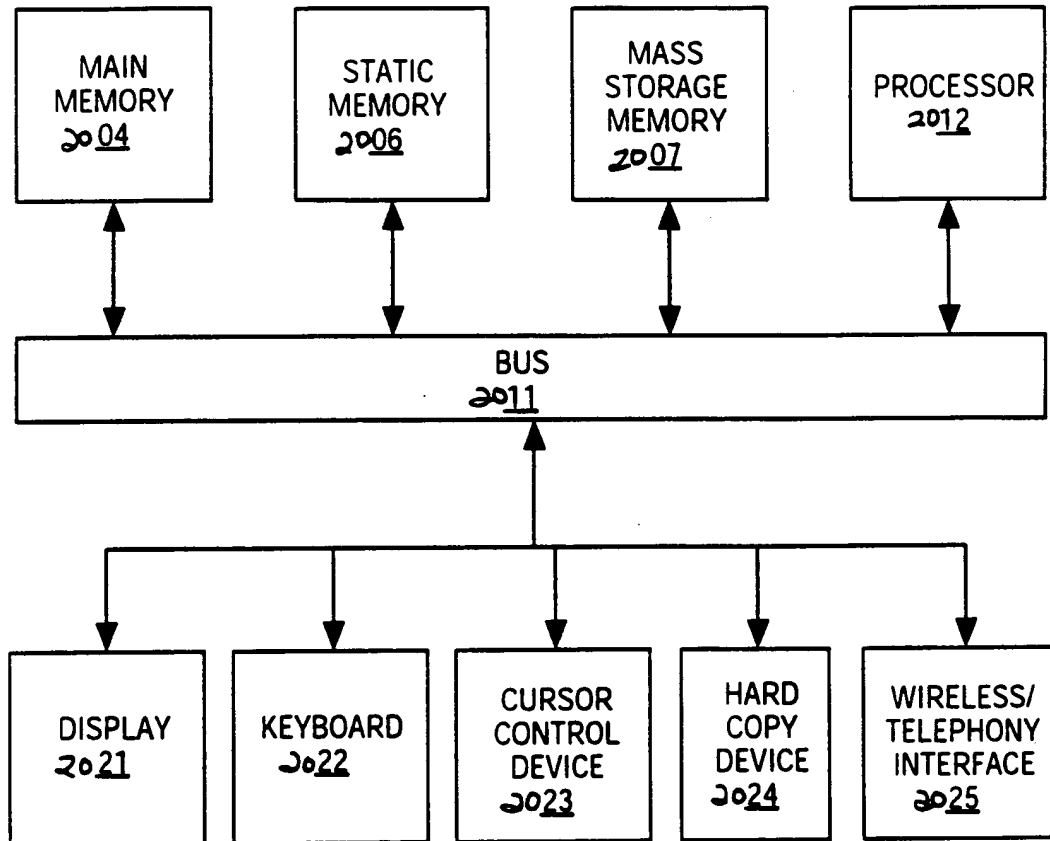 MAIN
MEMORY
2004
STATIC
MEMORY
2006
MASS
STORAGE
MEMORY
2007
PROCESSOR
2012
BUS
2011
DISPLAY
2021
KEYBOARD
2022
CURSOR
CONTROL
DEVICE
2023
HARD
COPY
DEVICE
2024
WIRELESS/
TELEPHONY
INTERFACE
2025